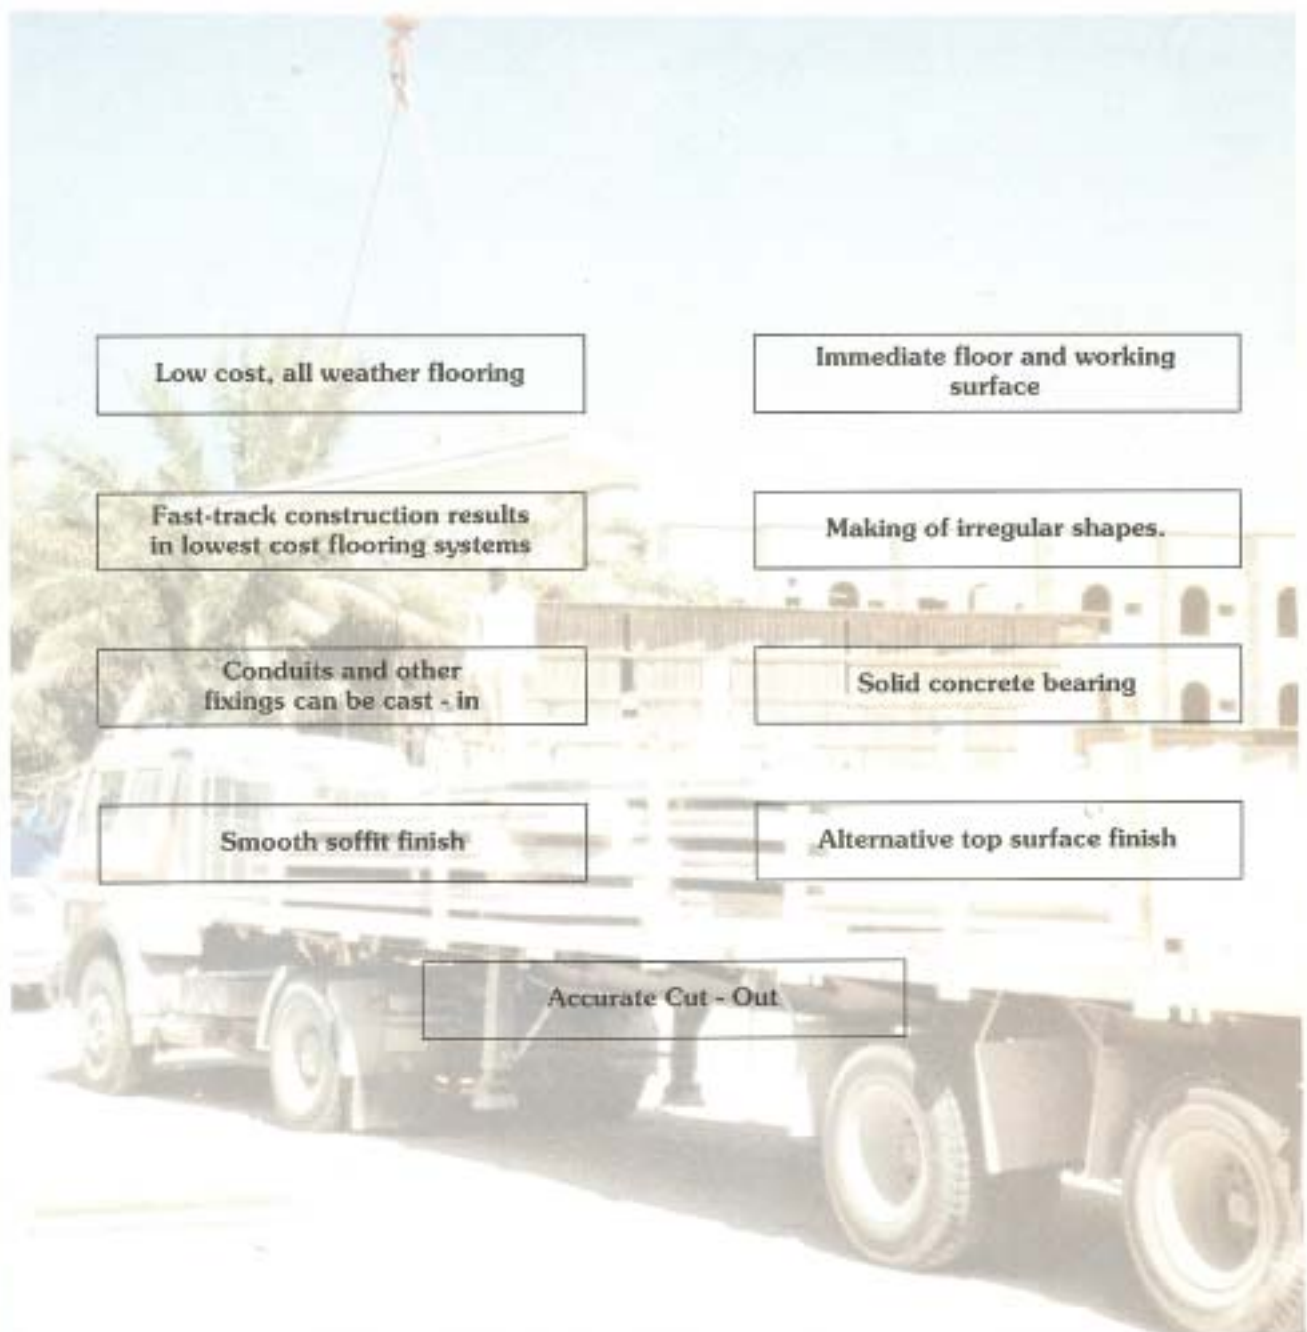 Low cost, all weather flooring
Immediate floor and working
surface
Fast-track construction results
in lowest cost flooring systems
Making of irregular shapes.
Conduits and other
fixings can be cast - in
Solid concrete bearing
Smooth soffit finish
Alternative top surface finish
Accurate Cut - Out